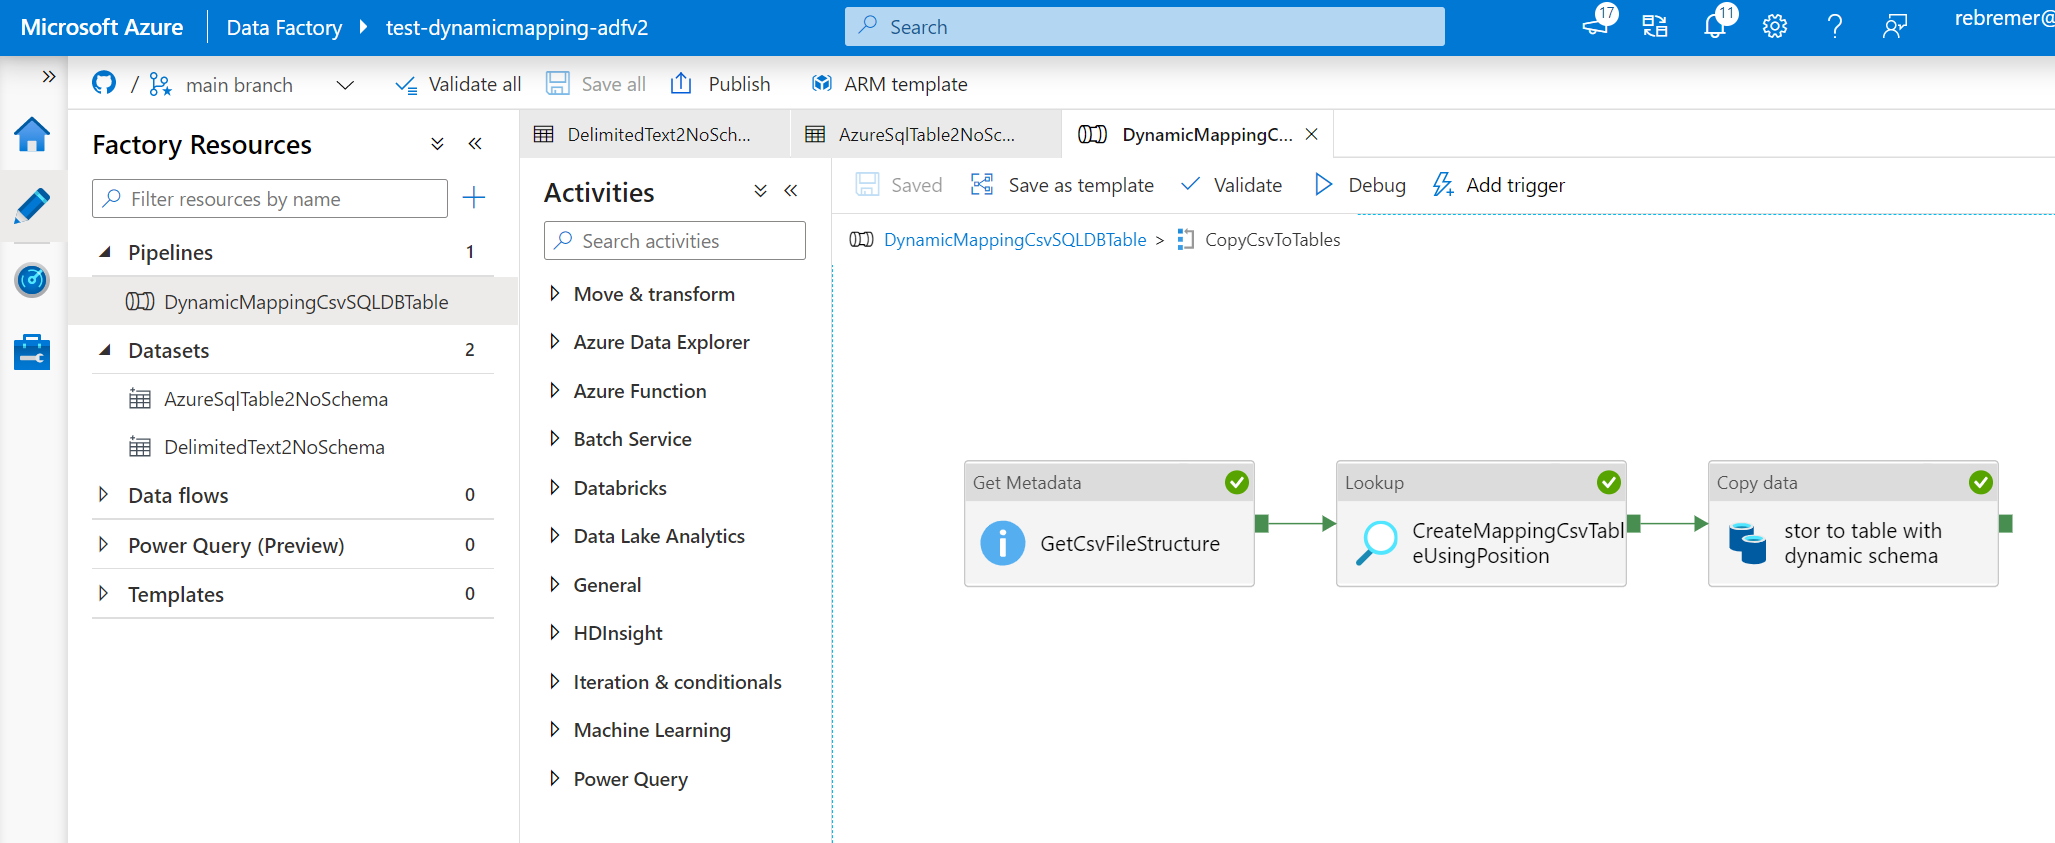 Microsoft Azure
Data Factory
test-dynamicmapping-adfv2
Search
17
11
rebremer@
/ main branch
Validate all
Save all
Publish
ARM template
Factory Resources
Filter resources by name
Pipelines 1
DynamicMappingCsvSQLDBTable
Datasets 2
AzureSqlTable2NoSchema
DelimitedText2NoSchema
Data flows 0
Power Query (Preview) 0
Templates 0
DelimitedText2NoSch...
AzureSqlTable2NoSc...
DynamicMappingC...
Activities
Search activities
Move & transform
Azure Data Explorer
Azure Function
Batch Service
Databricks
Data Lake Analytics
General
HDInsight
Iteration & conditionals
Machine Learning
Power Query
Saved
Save as template
Validate
Debug
Add trigger
DynamicMappingCsvSQLDBTable > CopyCsvToTables
Get Metadata
GetCsvFileStructure
Lookup
CreateMappingCsvTabl
eUsingPosition
Copy data
stor to table with
dynamic schema